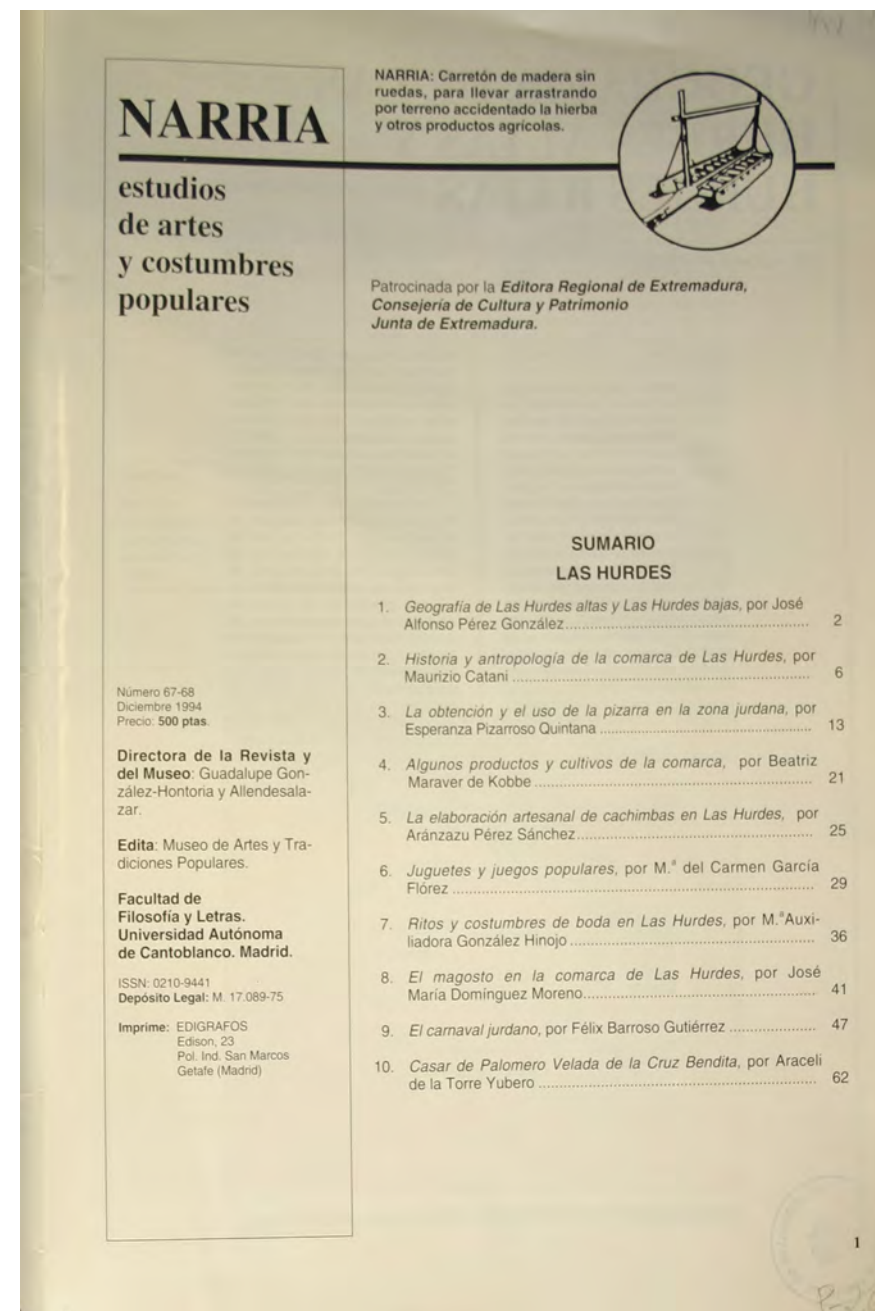 NARRIA
estudios
de artes
y costumbres
populares
NARRIA: Carretón de madera sin
ruedas, para llevar arrastrando
por terreno accidentado la hierba
y otros productos agrícolas.
Patrocinada por la Editora Regional de Extremadura,
Consejería de Cultura y Patrimonio
Junta de Extremadura.
Número 67-68
Diciembre 1994
Precio: 500 ptas.
Directora de la Revista y
del Museo: Guadalupe Gon-
zález-Hontoria y Allendesala-
zar.
Edita: Museo de Artes y Tra-
diciones Populares.
Facultad de
Filosofía y Letras.
Universidad Autónoma
de Cantoblanco. Madrid.
ISSN: 0210-9441
Depósito Legal: M. 17.089-75
Imprime: EDIGRAFOS
Edison, 23
Pol. Ind. San Marcos
Getafe (Madrid)
SUMARIO
LAS HURDES
1. Geografía de Las Hurdes altas y Las Hurdes bajas, por José
Alfonso Pérez González 2
2. Historia y antropología de la comarca de Las Hurdes, por
Maurizio Catani 6
3. La obtención y el uso de la pizarra en la zona jurdana, por
Esperanza Pizarroso Quintana 13
4. Algunos productos y cultivos de la comarca, por Beatriz
Maraver de Kobbe 21
5. La elaboración artesanal de cachimbas en Las Hurdes, por
Aránzazu Pérez Sánchez 25
6. Juguetes y juegos populares, por M.ª del Carmen García
Flórez 29
7. Ritos y costumbres de boda en Las Hurdes, por M.ªAuxi-
liadora González Hinojo 36
8. El magosto en la comarca de Las Hurdes, por José
María Domínguez Moreno 41
9. El carnaval jurdano, por Félix Barroso Gutiérrez 47
10. Casar de Palomero Velada de la Cruz Bendita, por Araceli
de la Torre Yubero 62
1